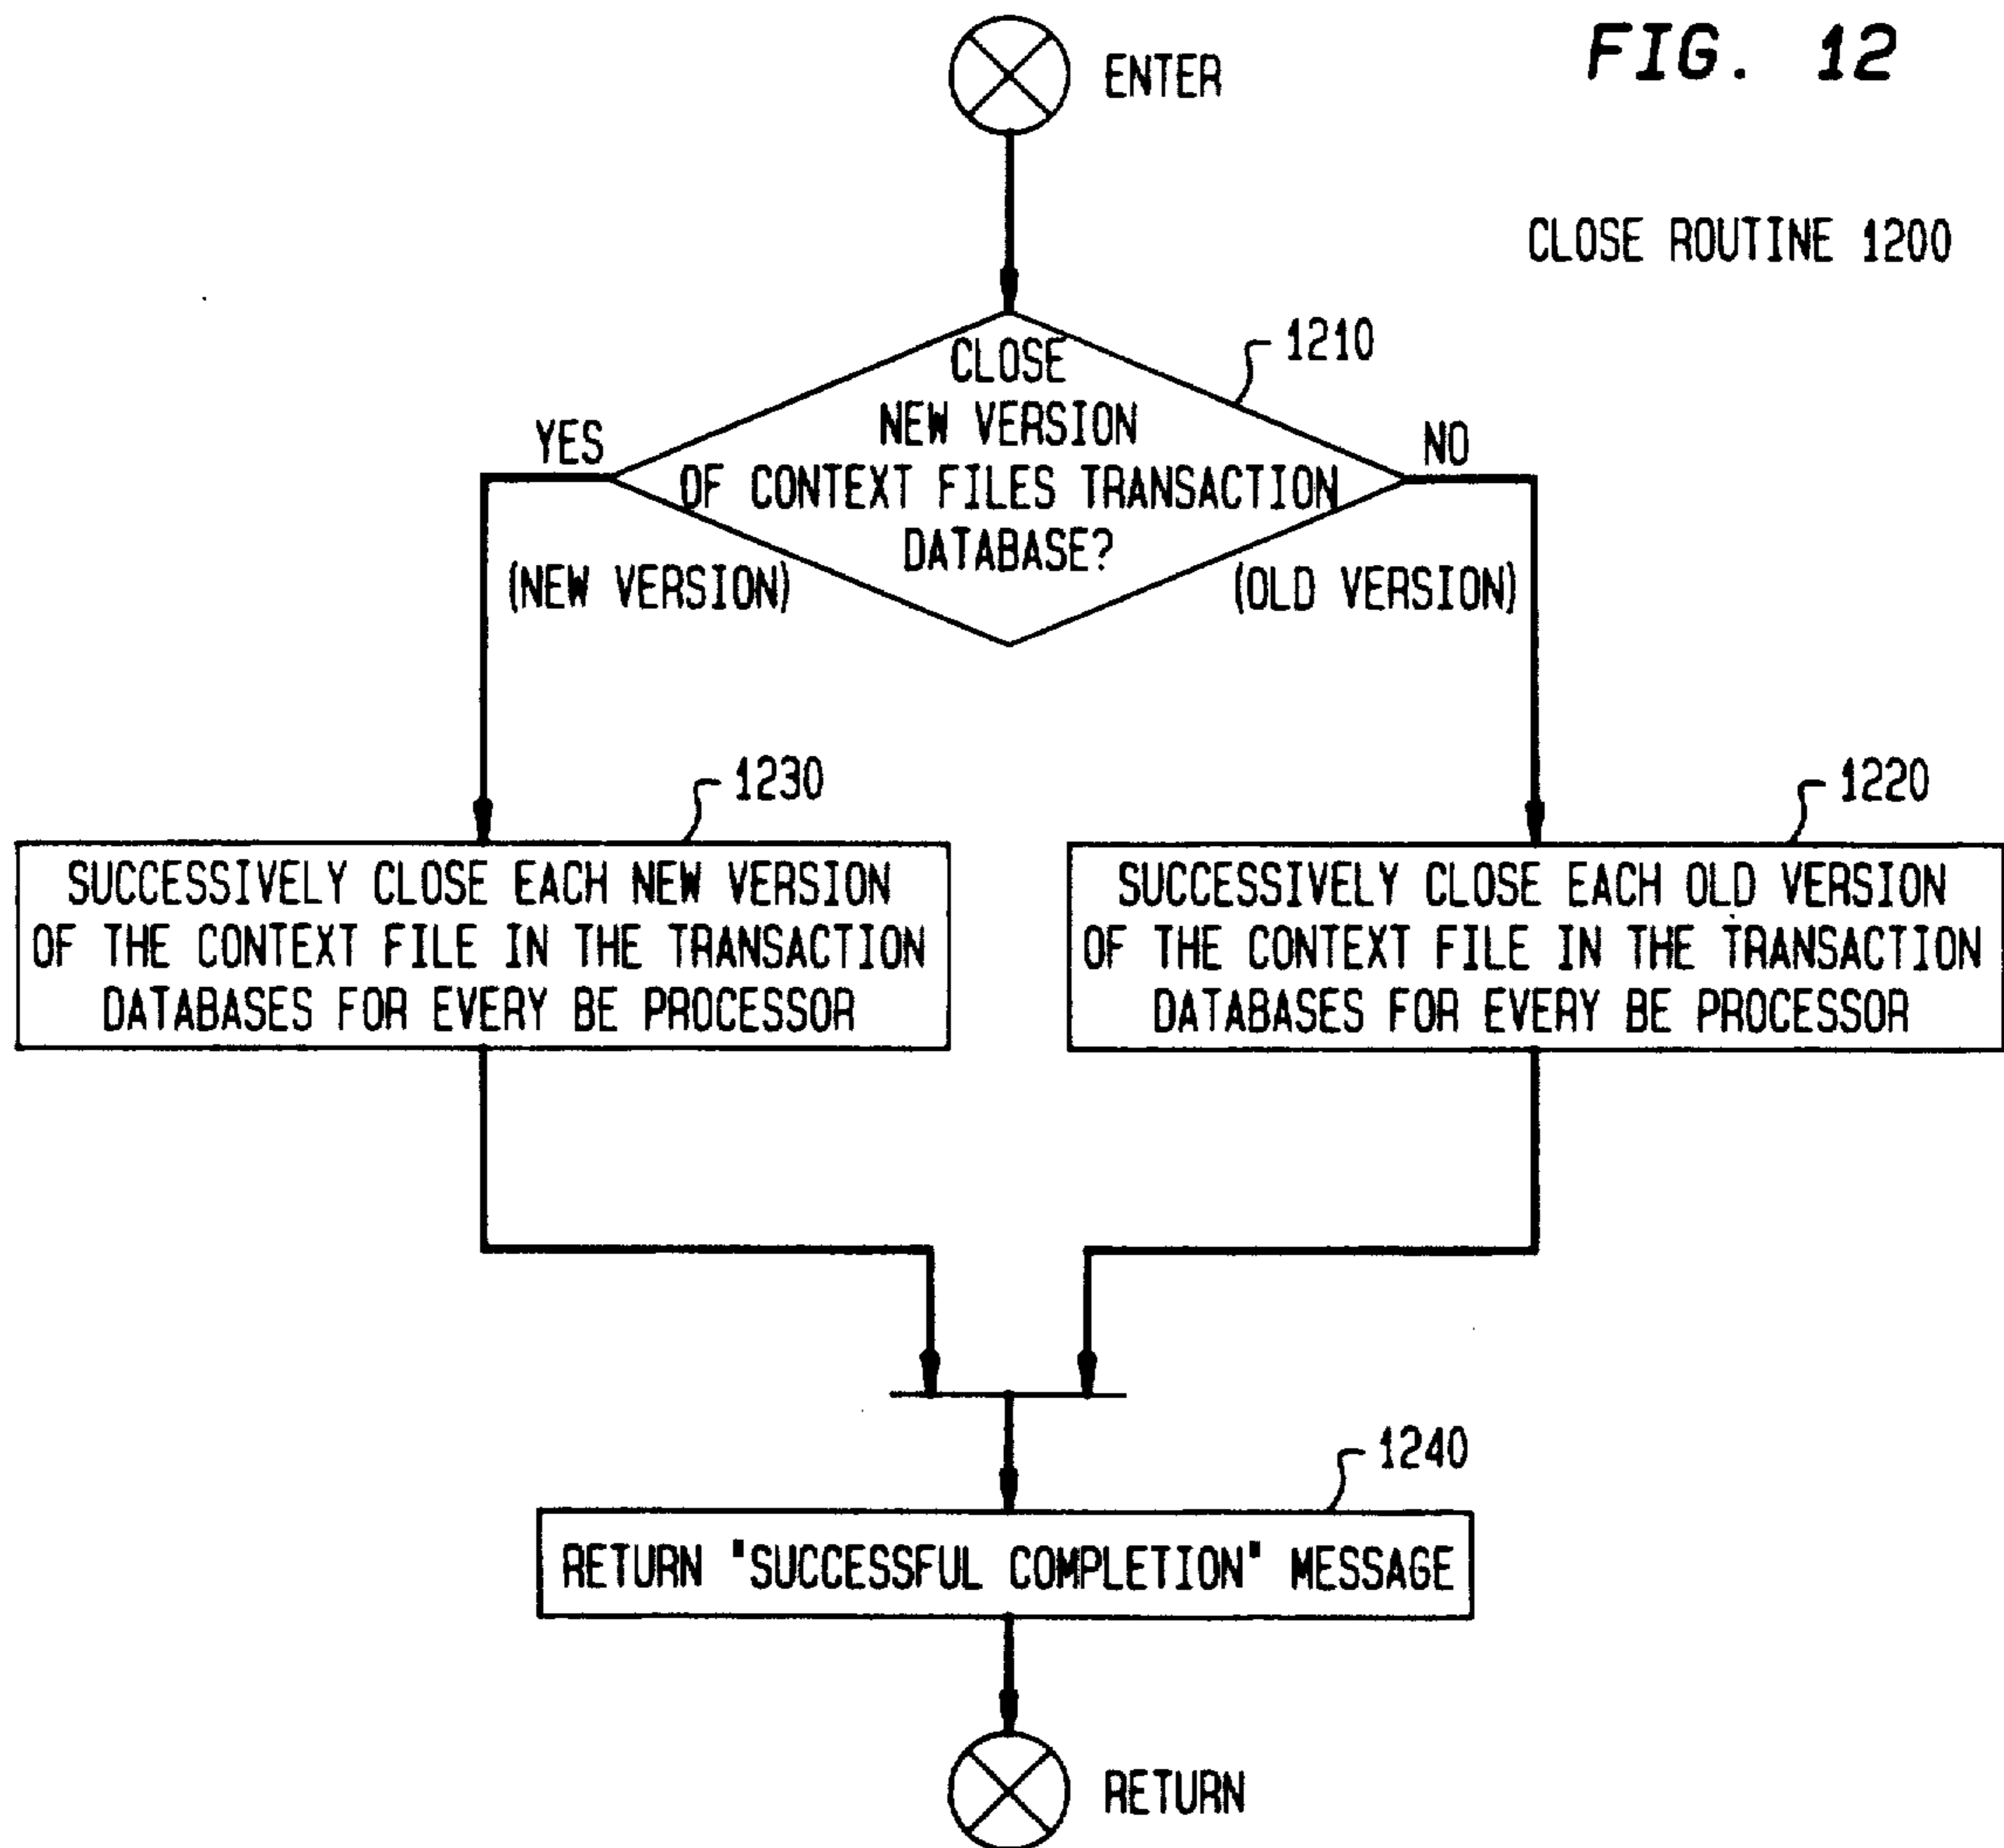 FIG. 12
ENTER
CLOSE ROUTINE 1200
1210
CLOSE
NEW VERSION
OF CONTEXT FILES TRANSACTION
DATABASE?
YES
NO
(NEW VERSION)
(OLD VERSION)
1230
SUCCESSIVELY CLOSE EACH NEW VERSION
OF THE CONTEXT FILE IN THE TRANSACTION
DATABASES FOR EVERY BE PROCESSOR
1220
SUCCESSIVELY CLOSE EACH OLD VERSION
OF THE CONTEXT FILE IN THE TRANSACTION
DATABASES FOR EVERY BE PROCESSOR
1240
RETURN "SUCCESSFUL COMPLETION" MESSAGE
RETURN